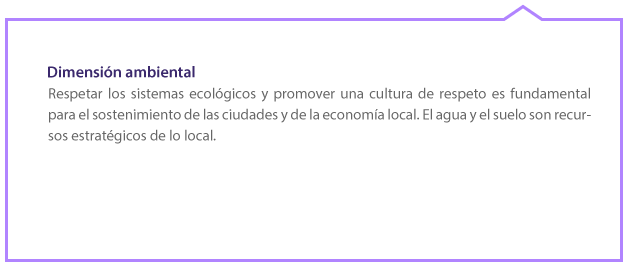 Dimensión ambiental
Respetar los sistemas ecológicos y promover una cultura de respeto es fundamental
para el sostenimiento de las ciudades y de la economía local. El agua y el suelo son recur-
sos estratégicos de lo local.